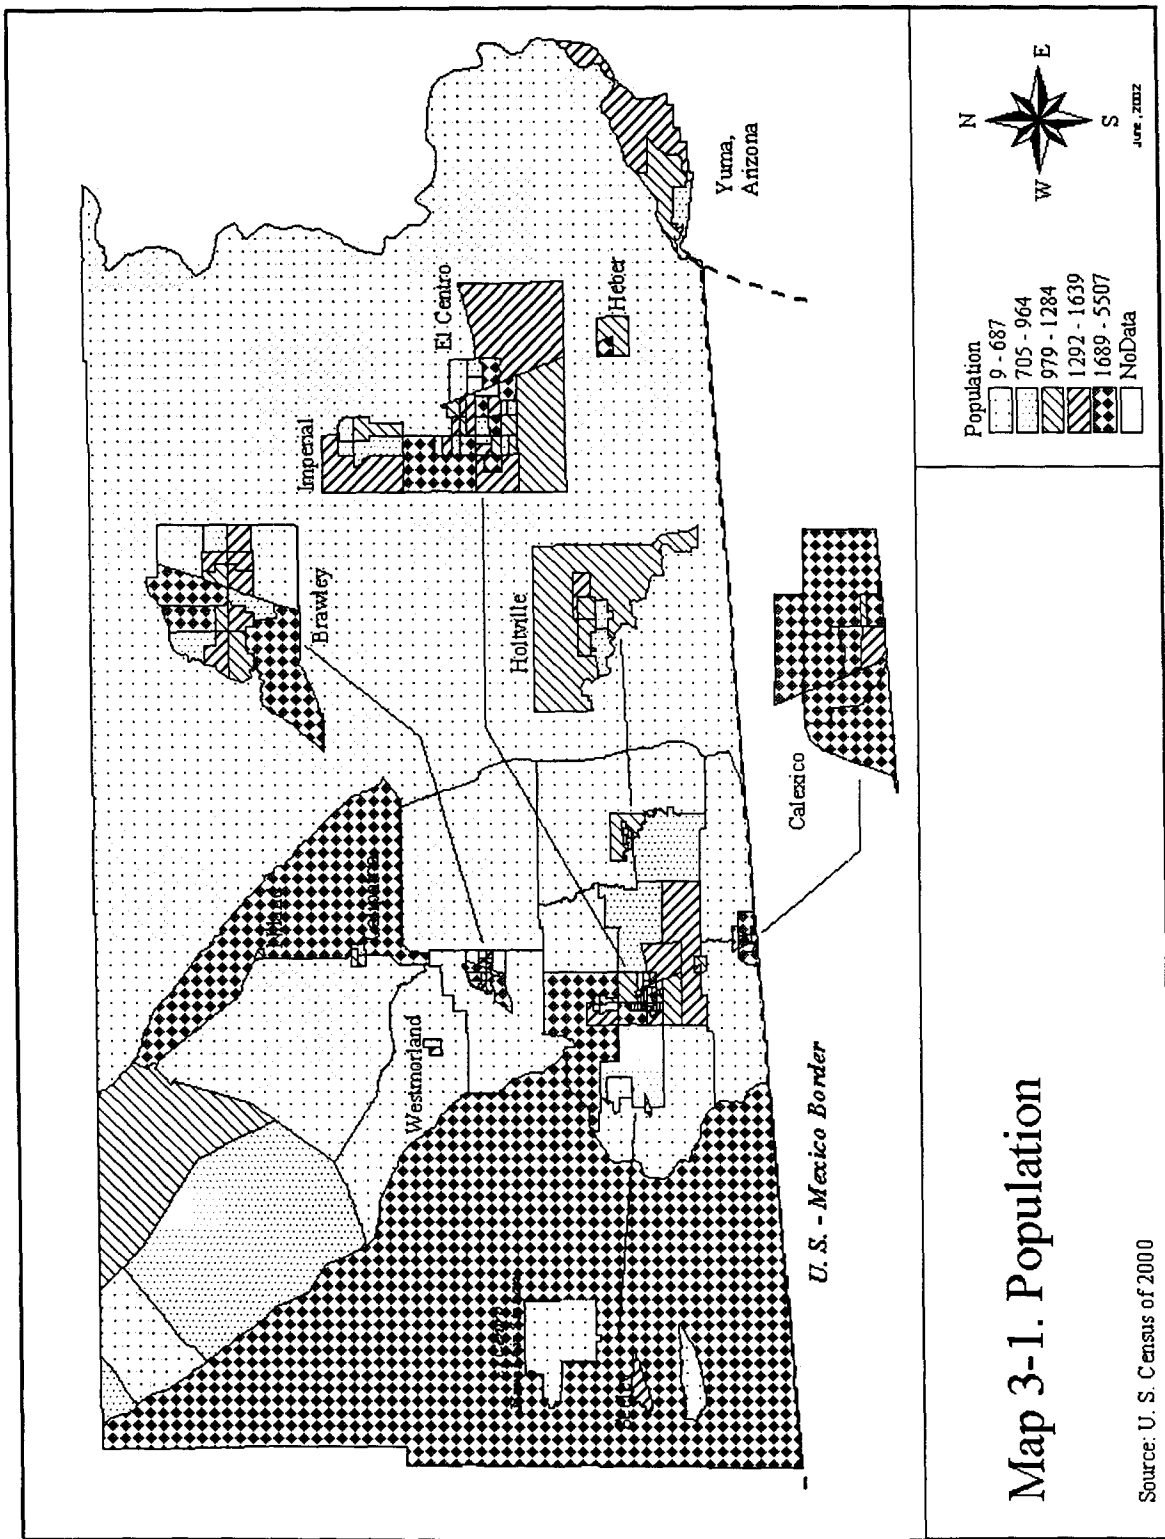 Imperial
El Centro
Heber
Yuma,
Arizona
Brawley
Holtville
Calexico
Westmorland
U. S. - Mexico Border
Map 3-1. Population
Source: U. S. Census of 2000
Population
9 - 687
705 - 964
979 - 1284
1292 - 1639
1689 - 5507
NoData
N
W
E
S
June, 2002